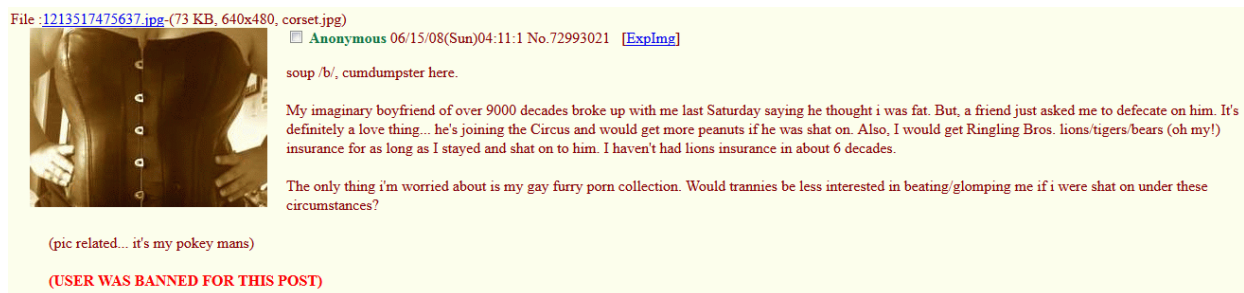 File :1213517475637.jpg-(73 KB, 640x480, corset.jpg)
Anonymous 06/15/08(Sun)04:11:1 No.72993021 [ExpImg]
soup /b/, cumdumpster here.
My imaginary boyfriend of over 9000 decades broke up with me last Saturday saying he thought i was fat. But, a friend just asked me to defecate on him. It's
definitely a love thing... he's joining the Circus and would get more peanuts if he was shat on. Also, I would get Ringling Bros. lions/tigers/bears (oh my!)
insurance for as long as I stayed and shat on to him. I haven't had lions insurance in about 6 decades.
The only thing i'm worried about is my gay furry porn collection. Would trannies be less interested in beating/glomping me if i were shat on under these
circumstances?
(pic related... it's my pokey mans)
(USER WAS BANNED FOR THIS POST)